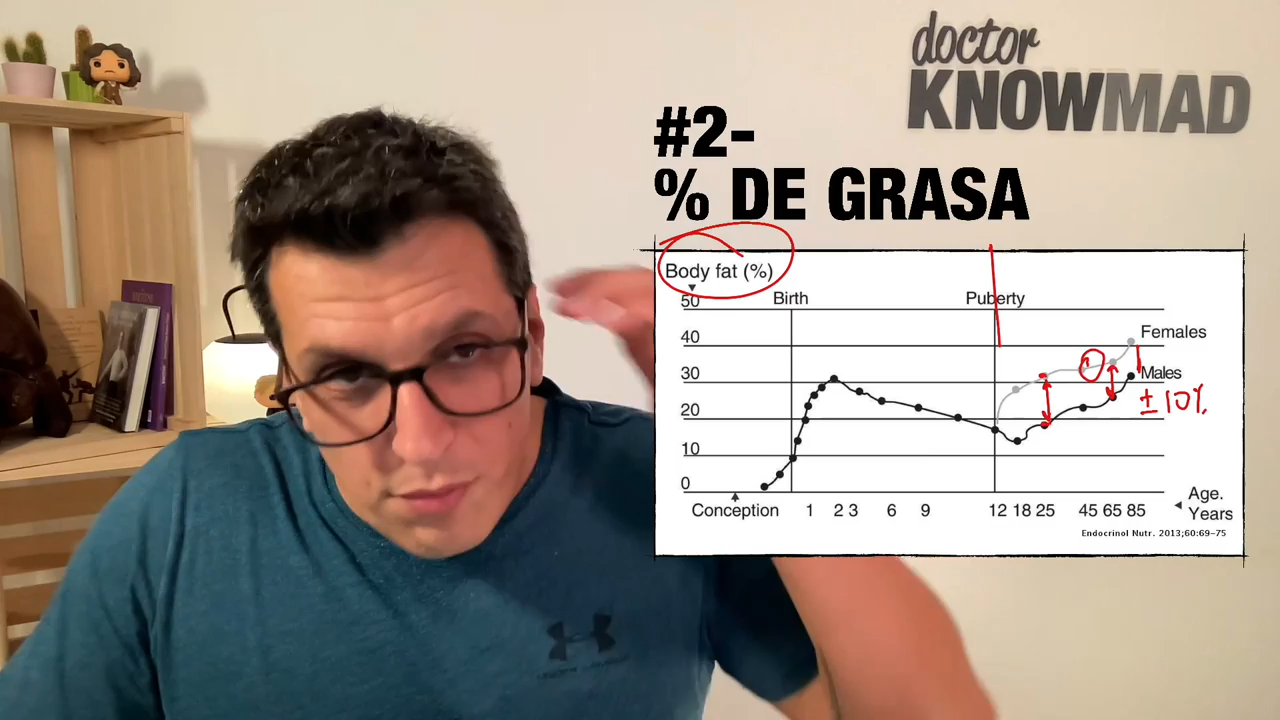 doctor
KNOWMAD
#2-
% DE GRASA
Body fat (%)
50
Birth
Puberty
40
Females
30
Males
± 10%
20
10
0
Conception
1
2
3
6
9
12
18
25
45
65
85
Age.
Years
Endocrinol Nutr. 2013;60:69–75